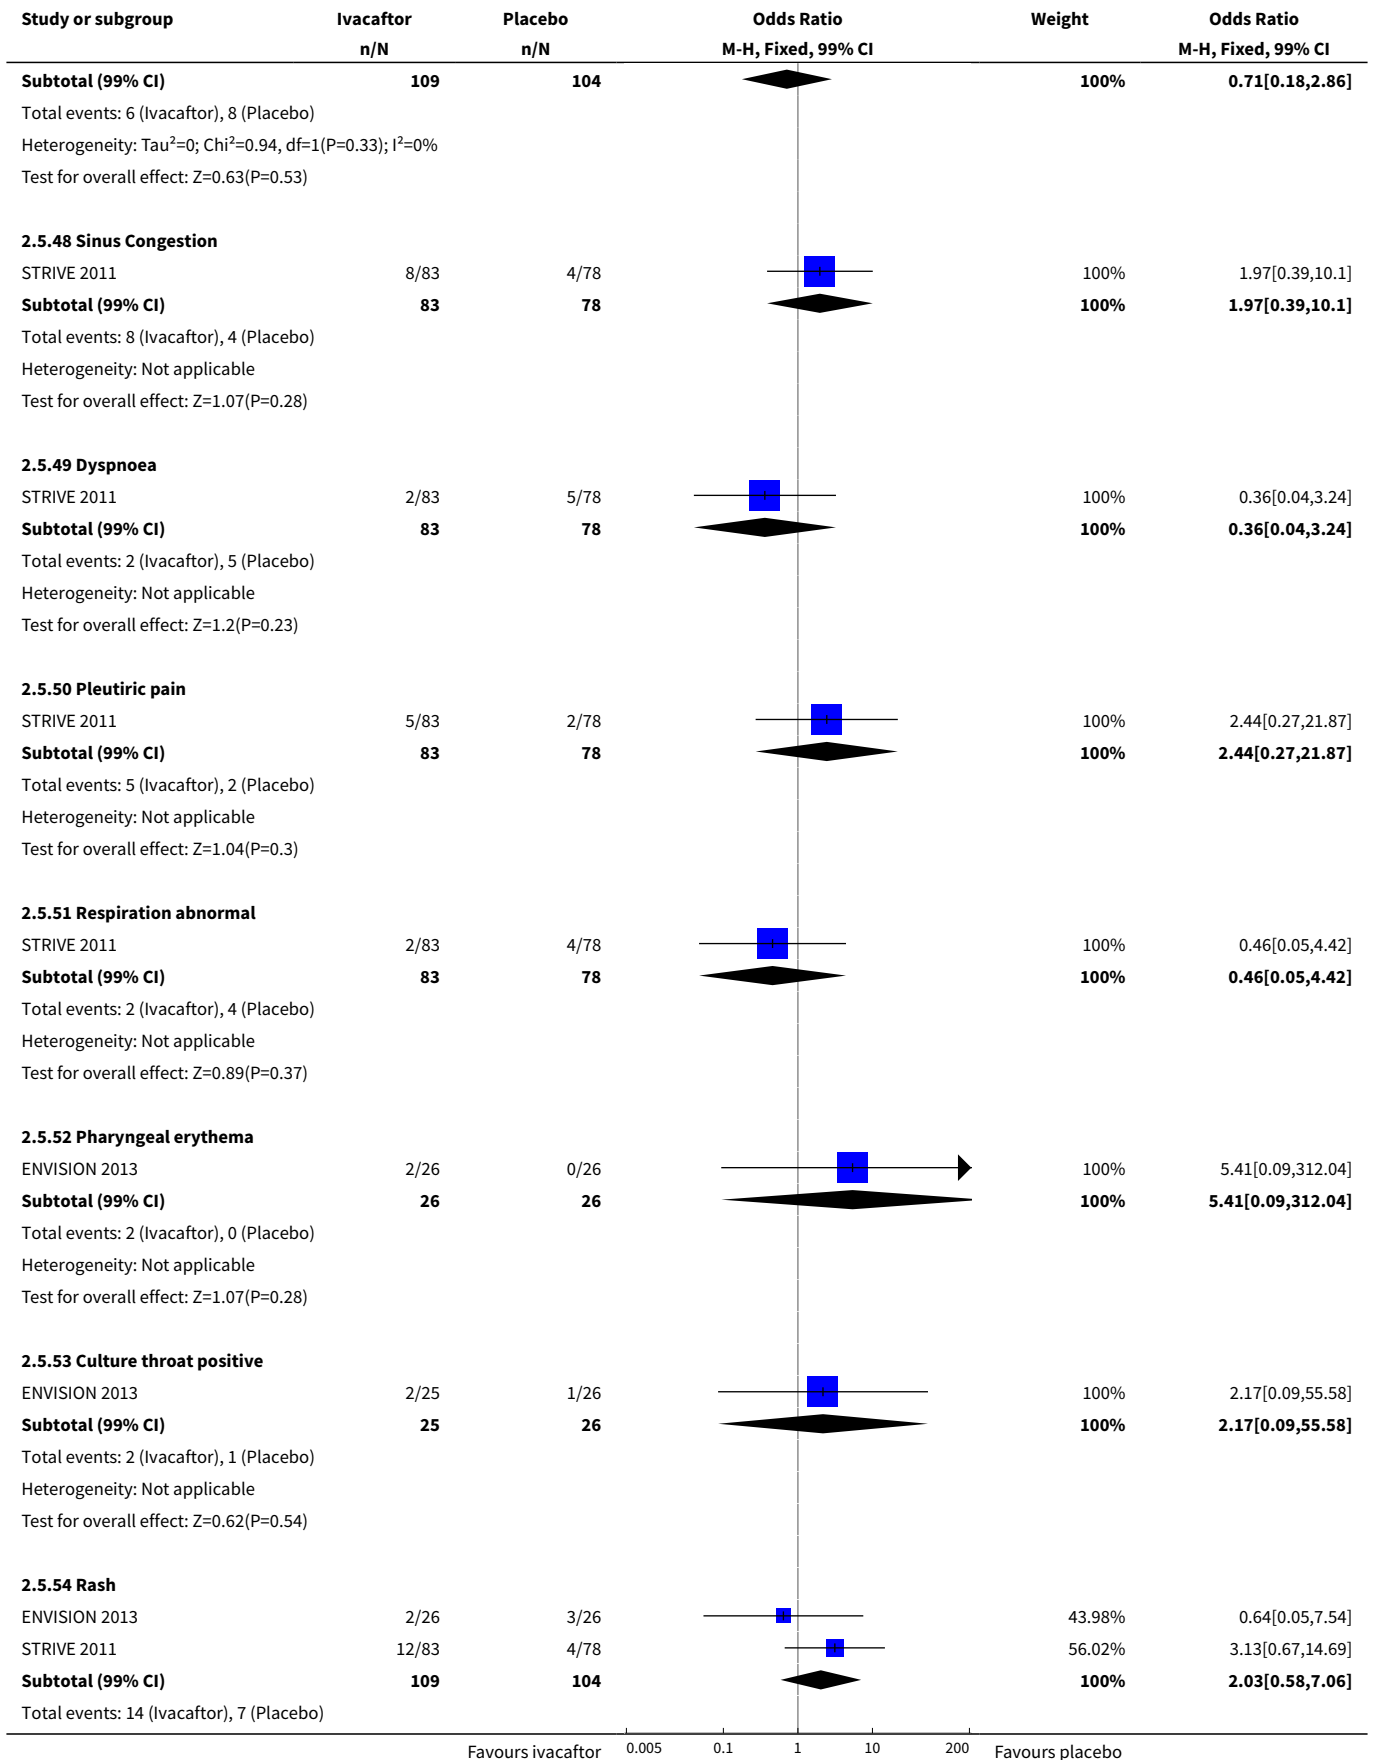 Study or subgroup Ivacaftor Placebo Odds Ratio Weight Odds Ratio
n/N n/N M-H, Fixed, 99% CI M-H, Fixed, 99% CI
Subtotal (99% CI) 109 104 100% 0.71[0.18,2.86]
Total events: 6 (Ivacaftor), 8 (Placebo)
Heterogeneity: Tau²=0; Chi²=0.94, df=1(P=0.33); I²=0%
Test for overall effect: Z=0.63(P=0.53)
2.5.48 Sinus Congestion
STRIVE 2011 8/83 4/78 100% 1.97[0.39,10.1]
Subtotal (99% CI) 83 78 100% 1.97[0.39,10.1]
Total events: 8 (Ivacaftor), 4 (Placebo)
Heterogeneity: Not applicable
Test for overall effect: Z=1.07(P=0.28)
2.5.49 Dyspnoea
STRIVE 2011 2/83 5/78 100% 0.36[0.04,3.24]
Subtotal (99% CI) 83 78 100% 0.36[0.04,3.24]
Total events: 2 (Ivacaftor), 5 (Placebo)
Heterogeneity: Not applicable
Test for overall effect: Z=1.2(P=0.23)
2.5.50 Pleutiric pain
STRIVE 2011 5/83 2/78 100% 2.44[0.27,21.87]
Subtotal (99% CI) 83 78 100% 2.44[0.27,21.87]
Total events: 5 (Ivacaftor), 2 (Placebo)
Heterogeneity: Not applicable
Test for overall effect: Z=1.04(P=0.3)
2.5.51 Respiration abnormal
STRIVE 2011 2/83 4/78 100% 0.46[0.05,4.42]
Subtotal (99% CI) 83 78 100% 0.46[0.05,4.42]
Total events: 2 (Ivacaftor), 4 (Placebo)
Heterogeneity: Not applicable
Test for overall effect: Z=0.89(P=0.37)
2.5.52 Pharyngeal erythema
ENVISION 2013 2/26 0/26 100% 5.41[0.09,312.04]
Subtotal (99% CI) 26 26 100% 5.41[0.09,312.04]
Total events: 2 (Ivacaftor), 0 (Placebo)
Heterogeneity: Not applicable
Test for overall effect: Z=1.07(P=0.28)
2.5.53 Culture throat positive
ENVISION 2013 2/25 1/26 100% 2.17[0.09,55.58]
Subtotal (99% CI) 25 26 100% 2.17[0.09,55.58]
Total events: 2 (Ivacaftor), 1 (Placebo)
Heterogeneity: Not applicable
Test for overall effect: Z=0.62(P=0.54)
2.5.54 Rash
ENVISION 2013 2/26 3/26 43.98% 0.64[0.05,7.54]
STRIVE 2011 12/83 4/78 56.02% 3.13[0.67,14.69]
Subtotal (99% CI) 109 104 100% 2.03[0.58,7.06]
Total events: 14 (Ivacaftor), 7 (Placebo)
Favours ivacaftor 0.005 0.1 1 10 200 Favours placebo